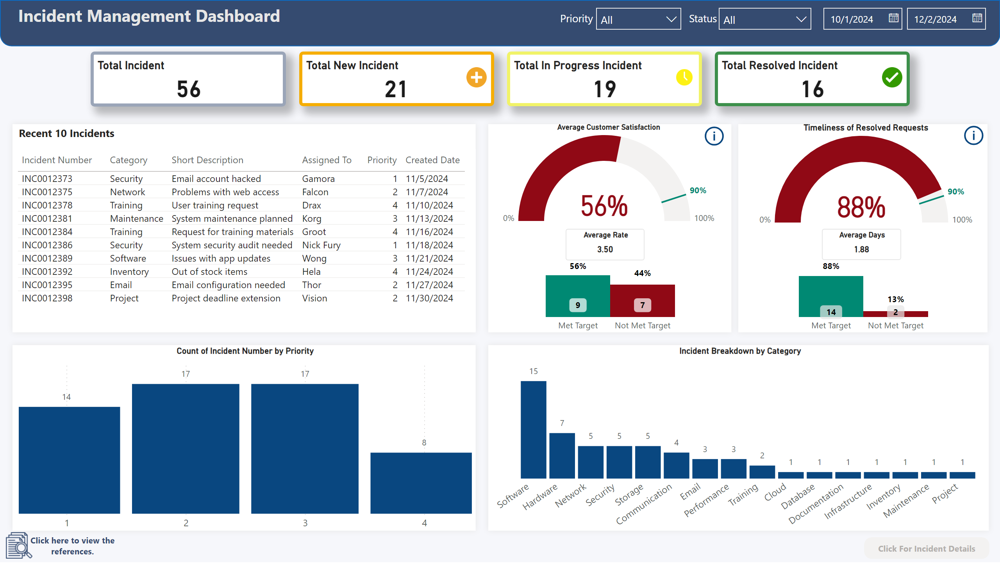 Incident Management Dashboard
Priority All Status All 10/1/2024 12/2/2024
Total Incident
56
Total New Incident
21
Total In Progress Incident
19
Total Resolved Incident
16
Recent 10 Incidents
Incident Number Category Short Description Assigned To Priority Created Date
INC0012373 Security Email account hacked Gamora 1 11/5/2024
INC0012375 Network Problems with web access Falcon 2 11/7/2024
INC0012378 Training User training request Drax 4 11/10/2024
INC0012381 Maintenance System maintenance planned Korg 3 11/13/2024
INC0012384 Training Request for training materials Groot 4 11/16/2024
INC0012386 Security System security audit needed Nick Fury 1 11/18/2024
INC0012389 Software Issues with app updates Wong 3 11/21/2024
INC0012392 Inventory Out of stock items Hela 4 11/24/2024
INC0012395 Email Email configuration needed Thor 2 11/27/2024
INC0012398 Project Project deadline extension Vision 2 11/30/2024
Average Customer Satisfaction
i
90%
56%
0% 100%
Average Rate
3.50
56% 44%
9 7
Met Target Not Met Target
Timeliness of Resolved Requests
i
90%
88%
0% 100%
Average Days
1.88
88% 13%
14 2
Met Target Not Met Target
Count of Incident Number by Priority
14 17 17 8
1 2 3 4
Incident Breakdown by Category
15 7 5 5 5 4 3 3 2 1 1 1 1 1 1 1
Software Hardware Network Security Storage Communication Email Performance Training Cloud Database Documentation Infrastructure Inventory Maintenance Project
Click here to view the
references.
Click For Incident Details